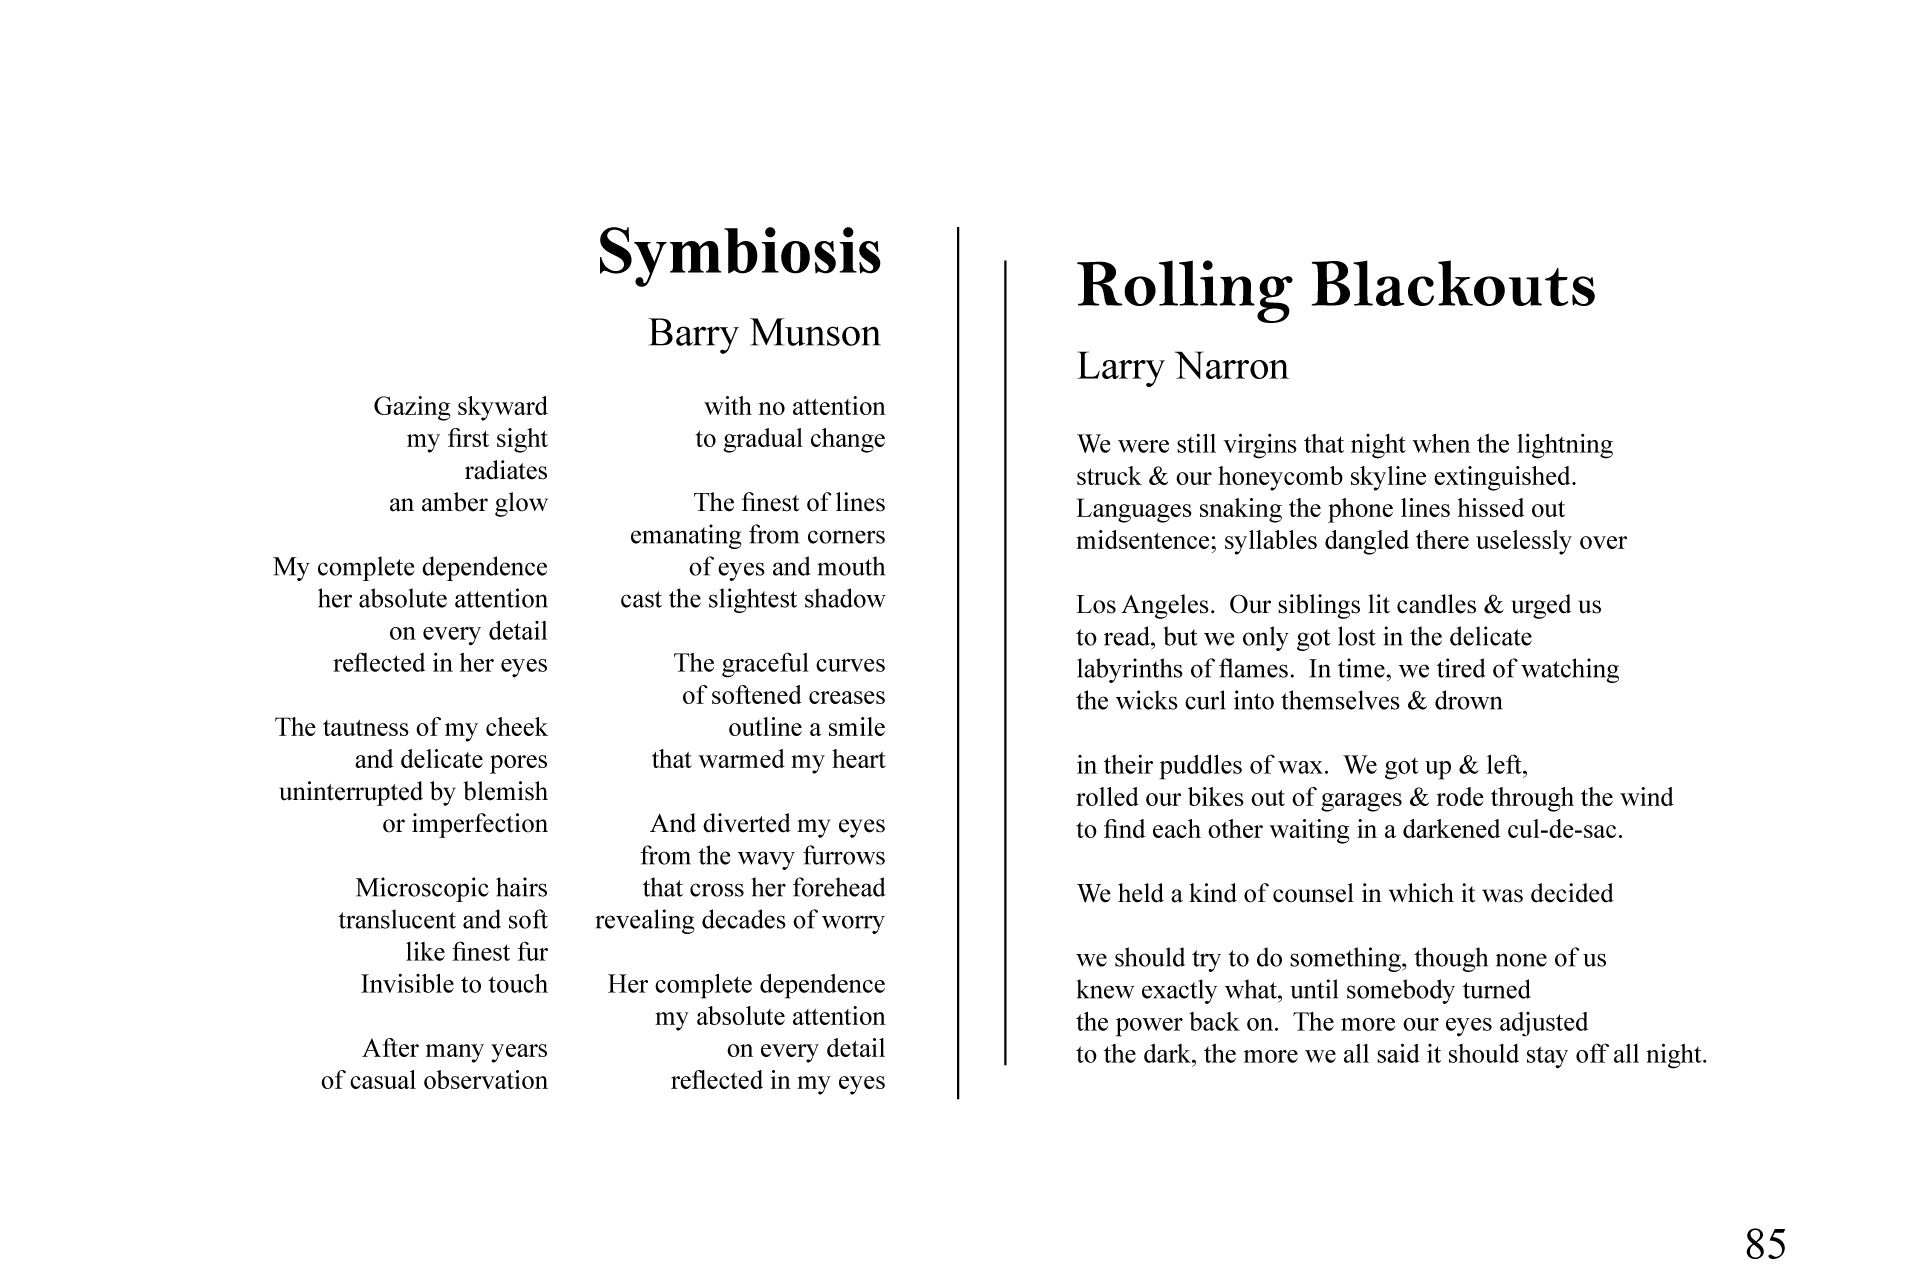 Symbiosis
Barry Munson
Gazing skyward
my first sight
radiates
an amber glow
My complete dependence
her absolute attention
on every detail
reflected in her eyes
The tautness of my cheek
and delicate pores
uninterrupted by blemish
or imperfection
Microscopic hairs
translucent and soft
like finest fur
Invisible to touch
After many years
of casual observation
with no attention
to gradual change
The finest of lines
emanating from corners
of eyes and mouth
cast the slightest shadow
The graceful curves
of softened creases
outline a smile
that warmed my heart
And diverted my eyes
from the wavy furrows
that cross her forehead
revealing decades of worry
Her complete dependence
my absolute attention
on every detail
reflected in my eyes
Rolling Blackouts
Larry Narron
We were still virgins that night when the lightning
struck & our honeycomb skyline extinguished.
Languages snaking the phone lines hissed out
midsentence; syllables dangled there uselessly over
Los Angeles.  Our siblings lit candles & urged us
to read, but we only got lost in the delicate
labyrinths of flames.  In time, we tired of watching
the wicks curl into themselves & drown
in their puddles of wax.  We got up & left,
rolled our bikes out of garages & rode through the wind
to find each other waiting in a darkened cul-de-sac.
We held a kind of counsel in which it was decided
we should try to do something, though none of us
knew exactly what, until somebody turned
the power back on.  The more our eyes adjusted
to the dark, the more we all said it should stay off all night.
85